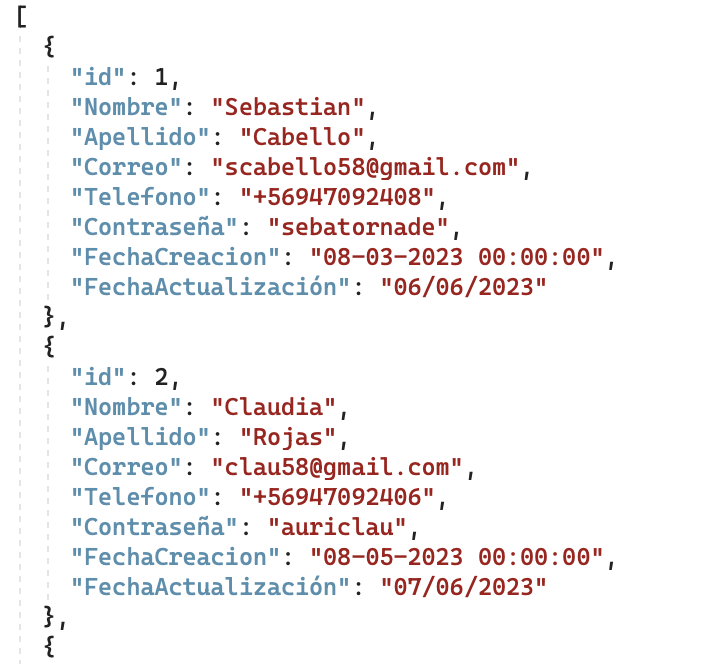 [
{
"id": 1,
"Nombre": "Sebastian",
"Apellido": "Cabello",
"Correo": "scabello58@gmail.com",
"Telefono": "+56947092408",
"Contraseña": "sebatornade",
"FechaCreacion": "08-03-2023 00:00:00",
"FechaActualización": "06/06/2023"
},
{
"id": 2,
"Nombre": "Claudia",
"Apellido": "Rojas",
"Correo": "clau58@gmail.com",
"Telefono": "+56947092406",
"Contraseña": "auriclau",
"FechaCreacion": "08-05-2023 00:00:00",
"FechaActualización": "07/06/2023"
},
{